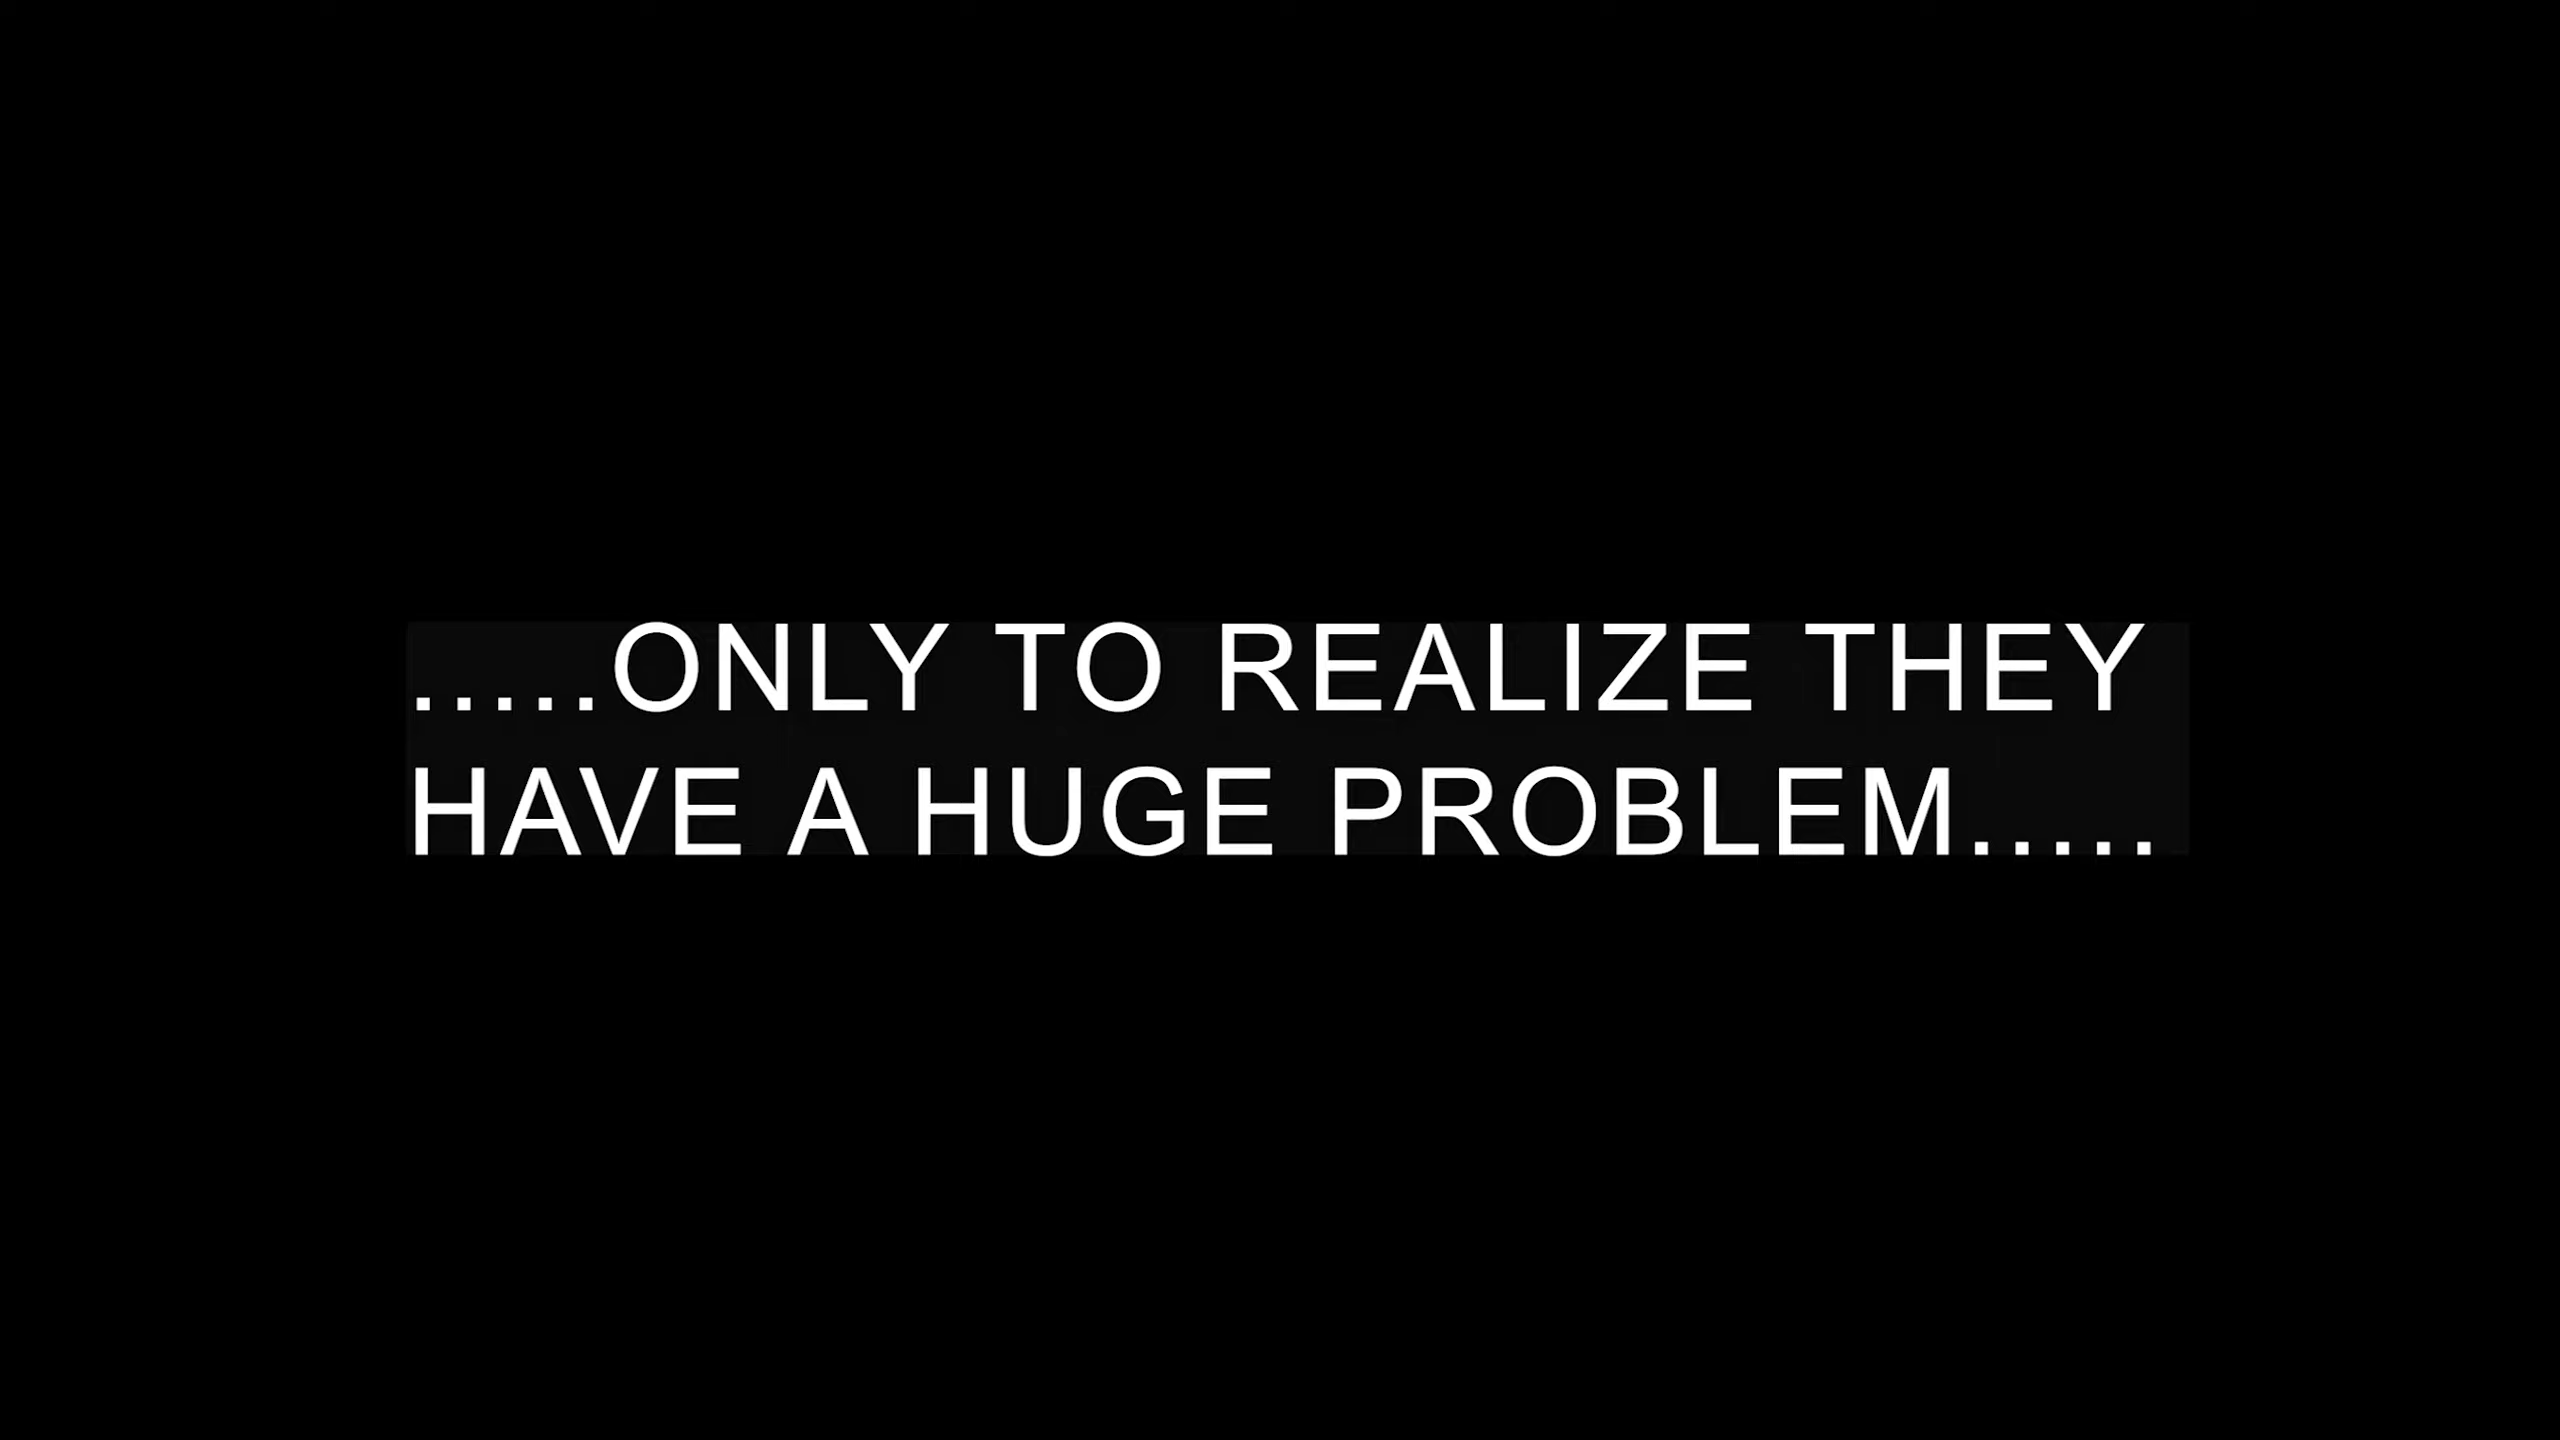 .....ONLY TO REALIZE THEY
HAVE A HUGE PROBLEM.....